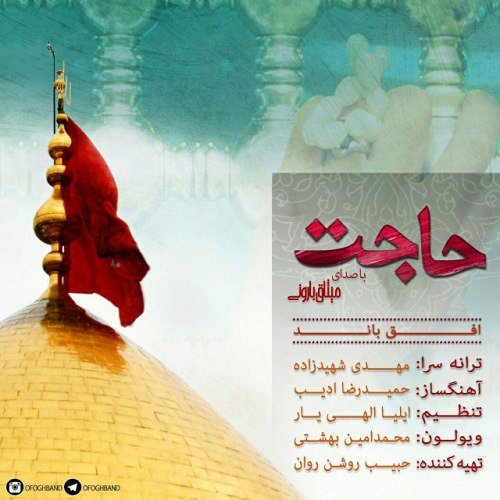 حاجت
با صدای
میثاق بارونی
افق باند
ترانه سرا: مهدی شهیدزاده
آهنگساز: حمیدرضا ادیب
تنظیم: ایلیا الهی یار
ویولون: محمدامین بهشتی
تهیه کننده: حبیب روشن روان
OFOGHBAND OFOGHBAND